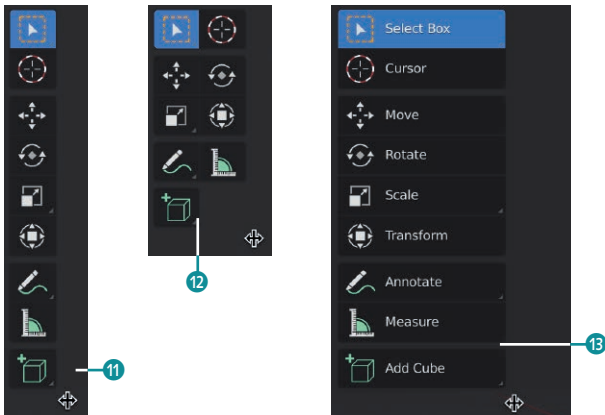 Select Box
Cursor
Move
Rotate
Scale
Transform
Annotate
Measure
Add Cube
11
12
13